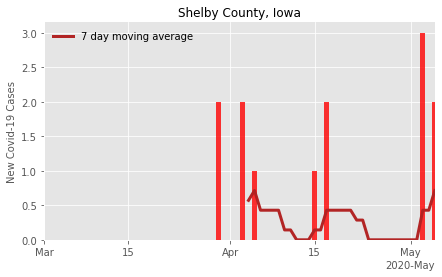 Shelby County, Iowa
7 day moving average
New Covid-19 Cases
3.0
2.5
2.0
1.5
1.0
0.5
0.0
Mar
15
Apr
15
May
2020-May